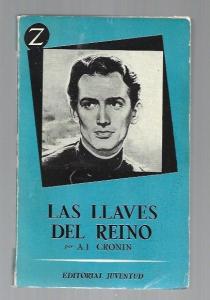 Z
LAS LLAVES
DEL REINO
por A.J. CRONIN
EDITORIAL JUVENTUD